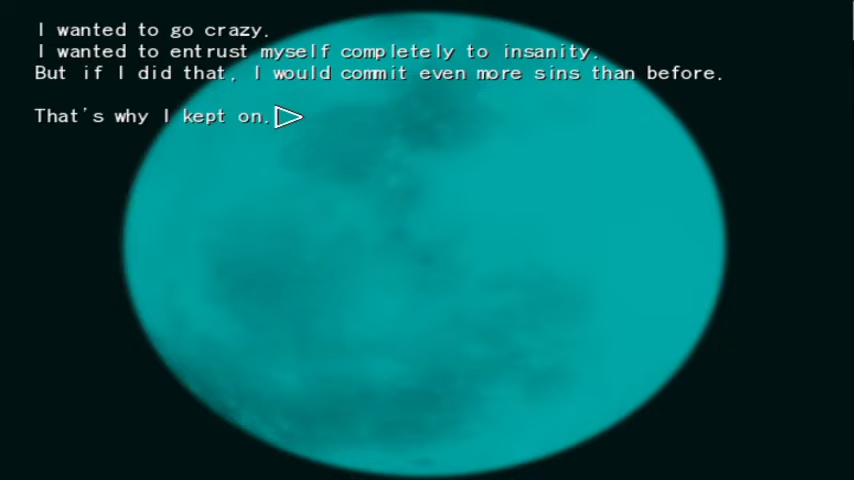 I wanted to go crazy.
I wanted to entrust myself completely to insanity.
But if I did that, I would commit even more sins than before.
That's why I kept on.